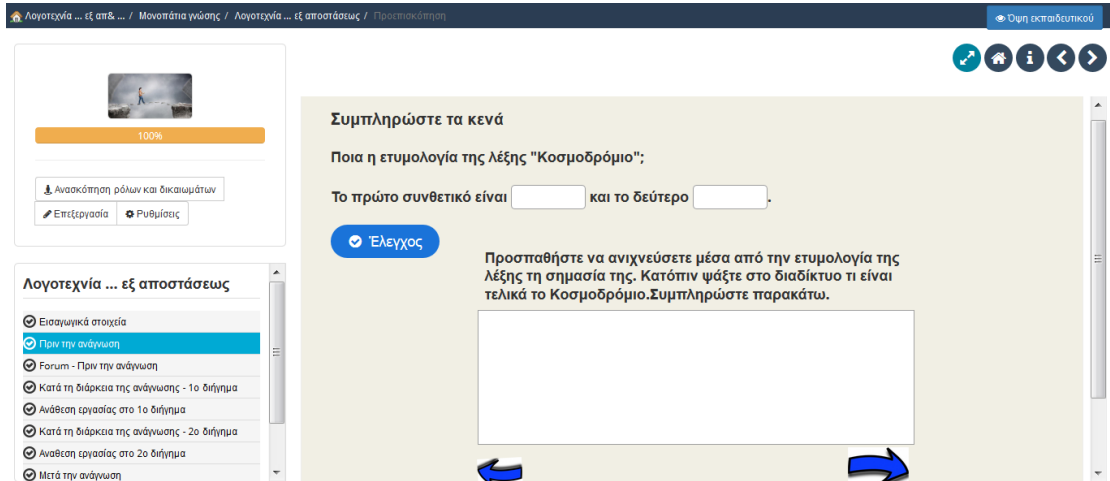 Λογοτεχνία ... εξ απ& ... / Μονοπάτια γνώσης / Λογοτεχνία ... εξ αποστάσεως / Προεπισκόπηση
Όψη εκπαιδευτικού
100%
Ανασκόπηση ρόλων και δικαιωμάτων
Επεξεργασία
Ρυθμίσεις
Λογοτεχνία ... εξ αποστάσεως
Εισαγωγικά στοιχεία
Πριν την ανάγνωση
Forum - Πριν την ανάγνωση
Κατά τη διάρκεια της ανάγνωσης - 1ο διήγημα
Ανάθεση εργασίας στο 1ο διήγημα
Κατά τη διάρκεια της ανάγνωσης - 2ο διήγημα
Αναθεση εργασίας στο 2ο διήγημα
Μετά την ανάγνωση
Συμπληρώστε τα κενά
Ποια η ετυμολογία της λέξης "Κοσμοδρόμιο";
Το πρώτο συνθετικό είναι και το δεύτερο .
Έλεγχος
Προσπαθήστε να ανιχνεύσετε μέσα από την ετυμολογία της
λέξης τη σημασία της. Κατόπιν ψάξτε στο διαδίκτυο τι είναι
τελικά το Κοσμοδρόμιο.Συμπληρώστε παρακάτω.